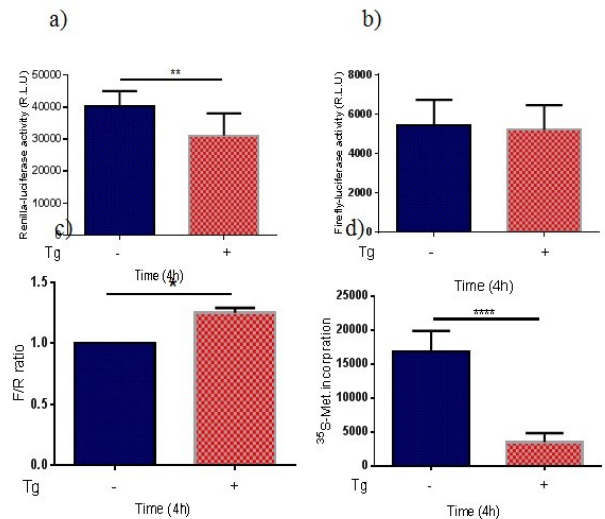 a)
b)
Renilla-luciferase activity (R.L.U)
50000
40000
30000
20000
10000
0
**
Tg
-
+
Time (4h)
Firefly-luciferase activity (R.L.U)
8000
6000
4000
2000
0
-
+
Time (4h)
c)
d)
F/R ratio
1.5
1.0
0.5
0.0
*
Tg
-
+
Time (4h)
³⁵S-Met.incorpration
25000
20000
15000
10000
5000
0
****
Tg
-
+
Time (4h)